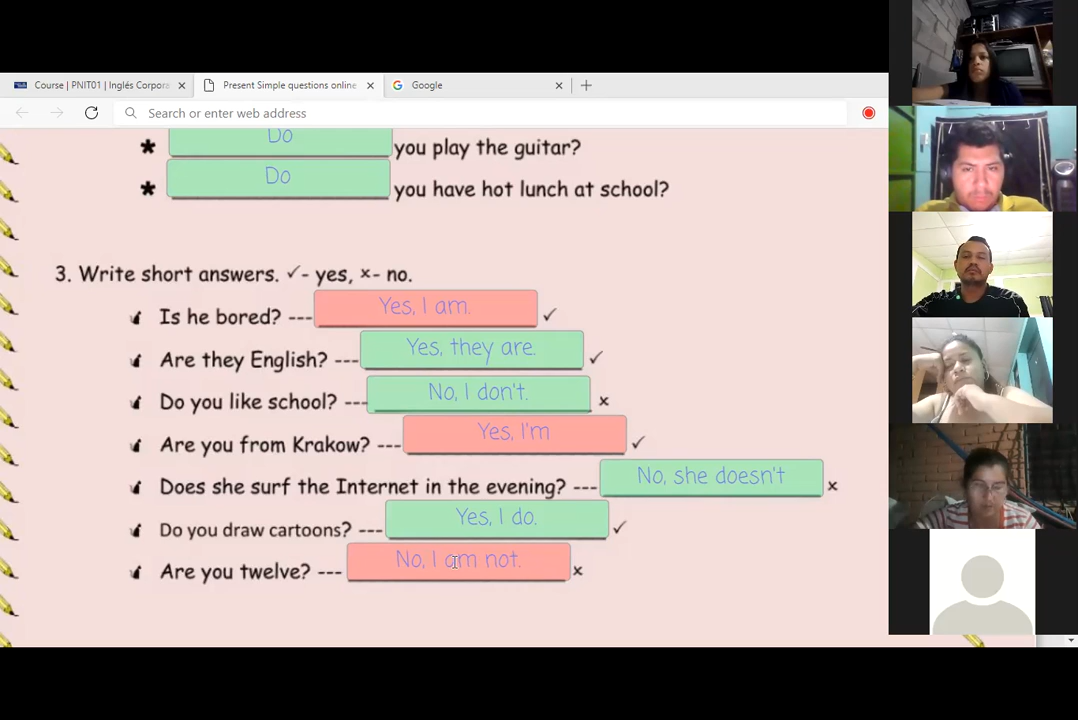 Course | PNIT01 | Inglés Corpora
Present Simple questions online
Google
Search or enter web address
Do
you play the guitar?
Do
you have hot lunch at school?
3. Write short answers. ✓- yes, ×- no.
Is he bored? --- Yes, I am. ✓
Are they English? --- Yes, they are. ✓
Do you like school? --- No, I don't. ×
Are you from Krakow? --- Yes, I'm ✓
Does she surf the Internet in the evening? --- No, she doesn't ×
Do you draw cartoons? --- Yes, I do. ✓
Are you twelve? --- No, I am not. ×